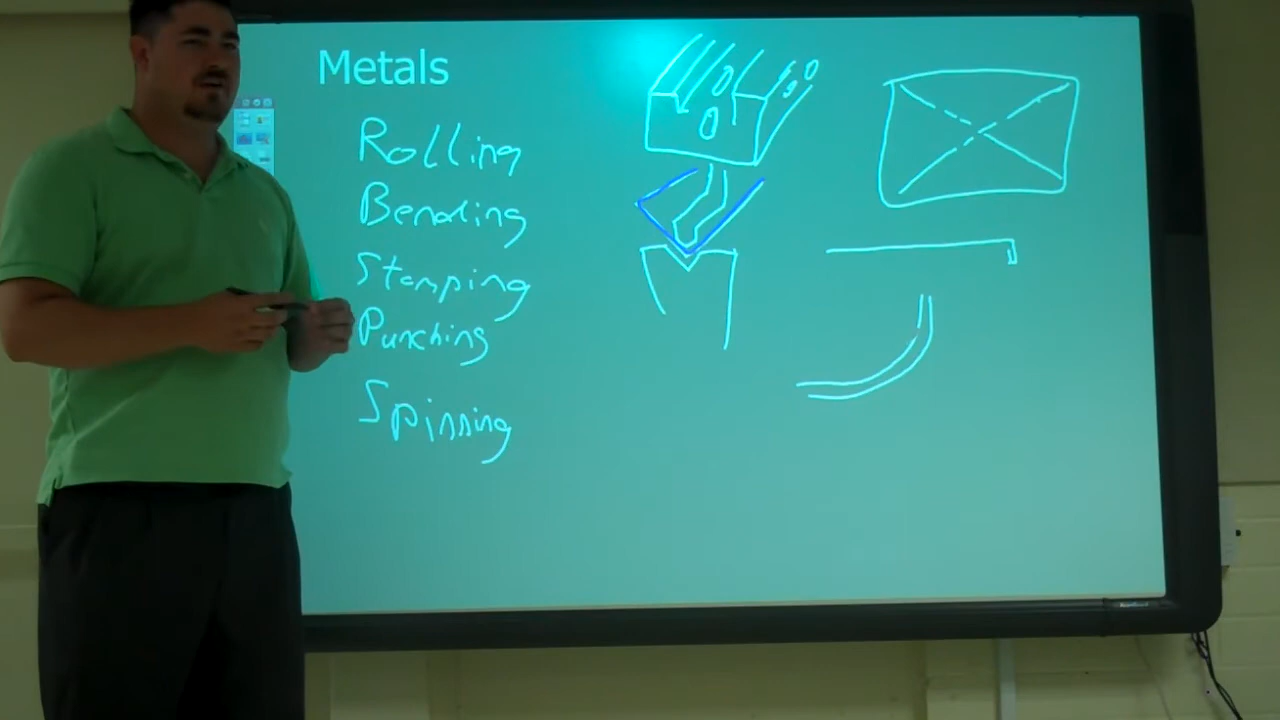 Metals
Rolling
Bending
Stamping
Punching
Spinning